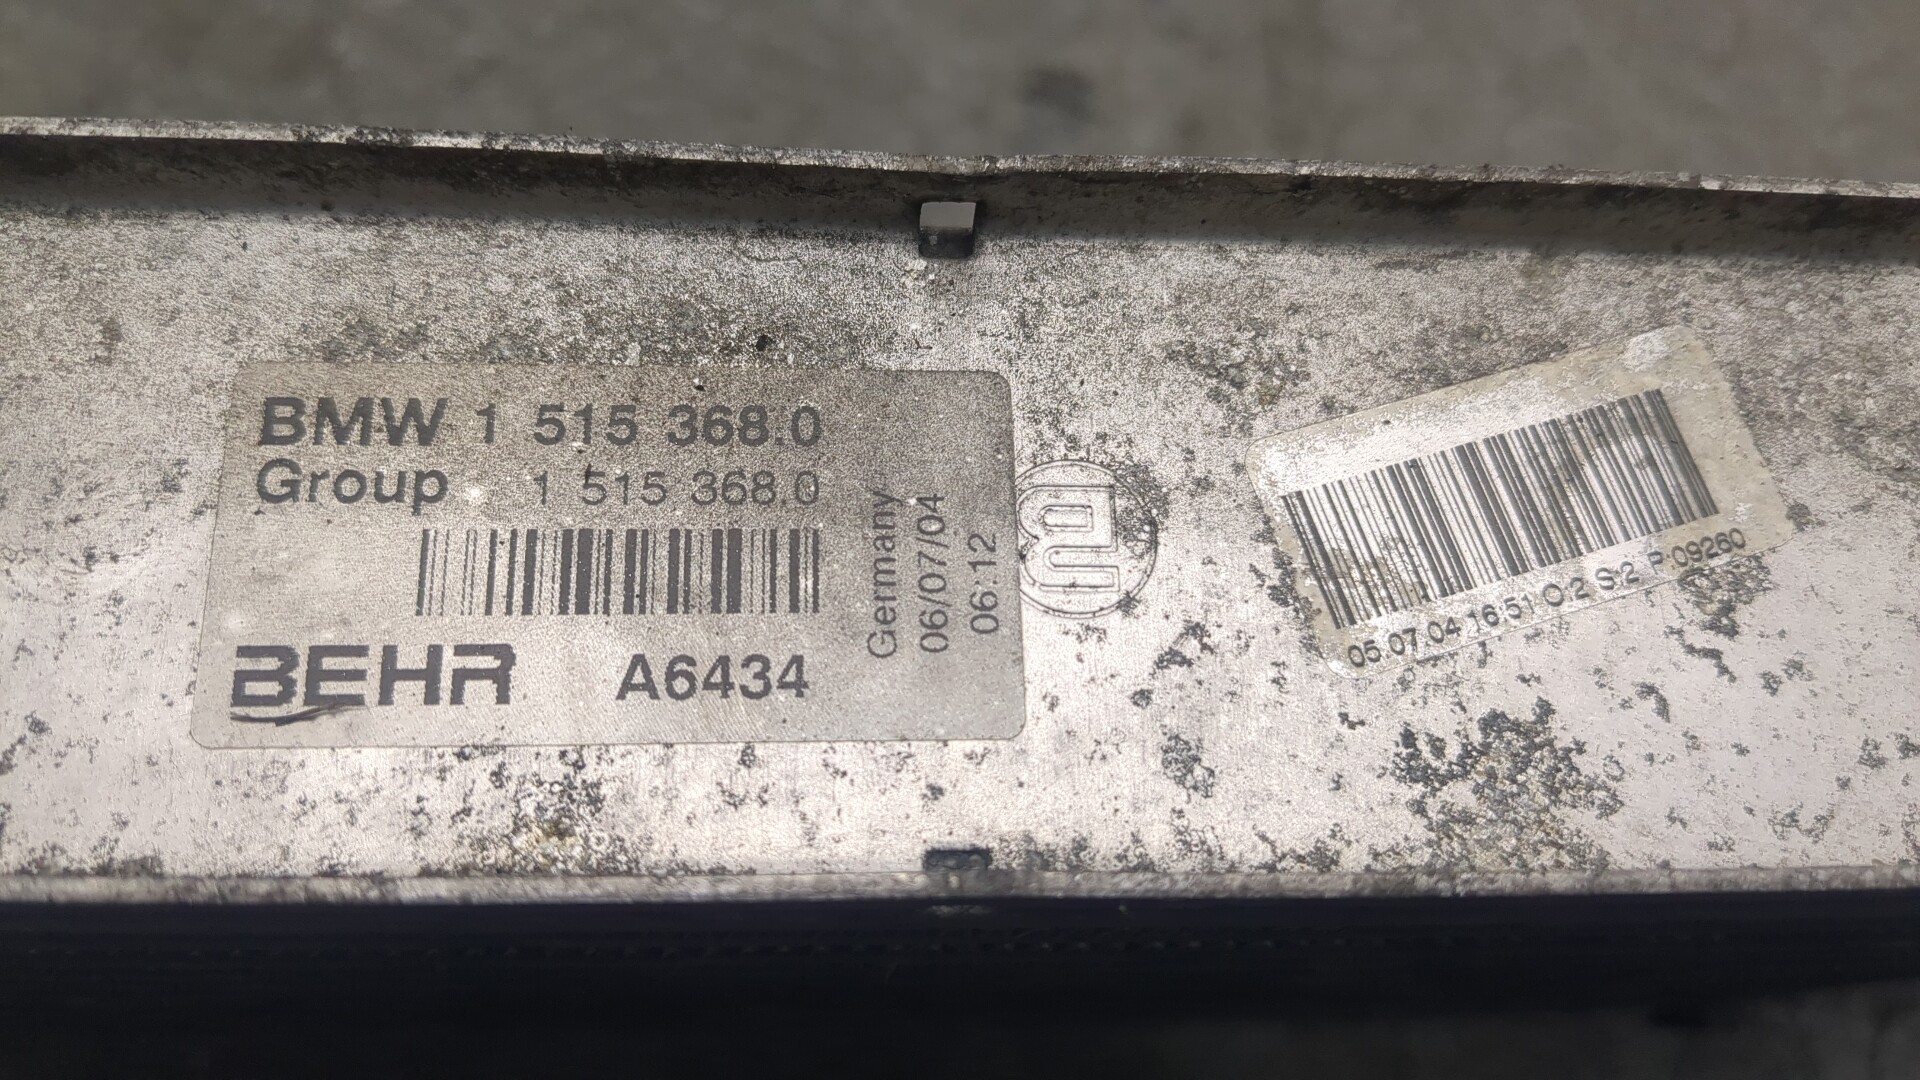 BMW 1 515 368.0
Group 1 515 368.0
BEHR A6434
Germany
06/07/04
06:12
05.07.04 16:51 O:2 S:2 P:09260